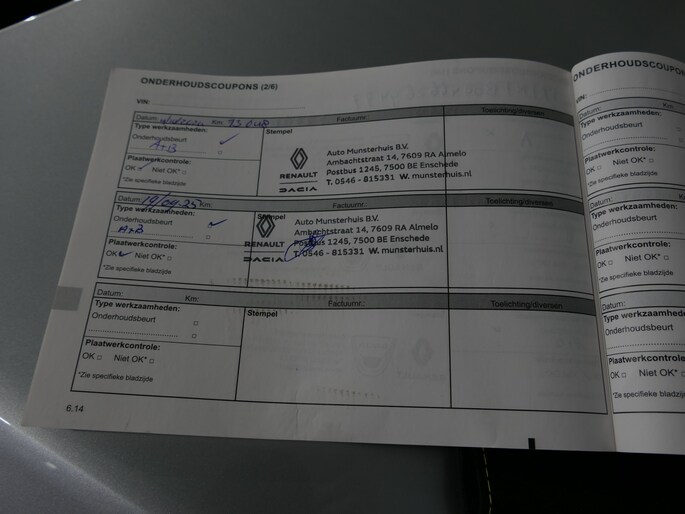 ONDERHOUDSCOUPONS (2/6)
VIN:
Datum: Km: Factuurnr.: Toelichting/diversen
Type werkzaamheden: Stempel
Onderhoudsbeurt
A+B
Plaatwerkcontrole:
OK Niet OK*
*Zie specifieke bladzijde
RENAULT
DACIA
Auto Munsterhuis B.V.
Ambachtstraat 14, 7609 RA Almelo
Postbus 1245, 7500 BE Enschede
T. 0546 - 815331 W. munsterhuis.nl
Datum: Km: Toelichting/diversen
Type werkzaamheden: Stempel
Onderhoudsbeurt
A+B
Plaatwerkcontrole:
OK Niet OK*
*Zie specifieke bladzijde
RENAULT
DACIA
Auto Munsterhuis B.V.
Ambachtstraat 14, 7609 RA Almelo
Postbus 1245, 7500 BE Enschede
T. 0546 - 815331 W. munsterhuis.nl
Datum: Km: Factuurnr.: Toelichting/diversen
Type werkzaamheden: Stempel
Onderhoudsbeurt
Plaatwerkcontrole:
OK Niet OK*
*Zie specifieke bladzijde
6.14
ONDERHOUDSCOUPON
VIN:
Datum: Km:
Type werkzaamheden:
Onderhoudsbeurt
Plaatwerkcontrole:
OK Niet OK*
*Zie specifieke bladzijde
Datum:
Type werkzaamheden:
Onderhoudsbeurt
Plaatwerkcontrole:
OK Niet OK*
*Zie specifieke bladzijde
Datum:
Type werkzaamhede
Onderhoudsbeurt
Plaatwerkcontrole
OK Niet OK*
*Zie specifieke bladzijde